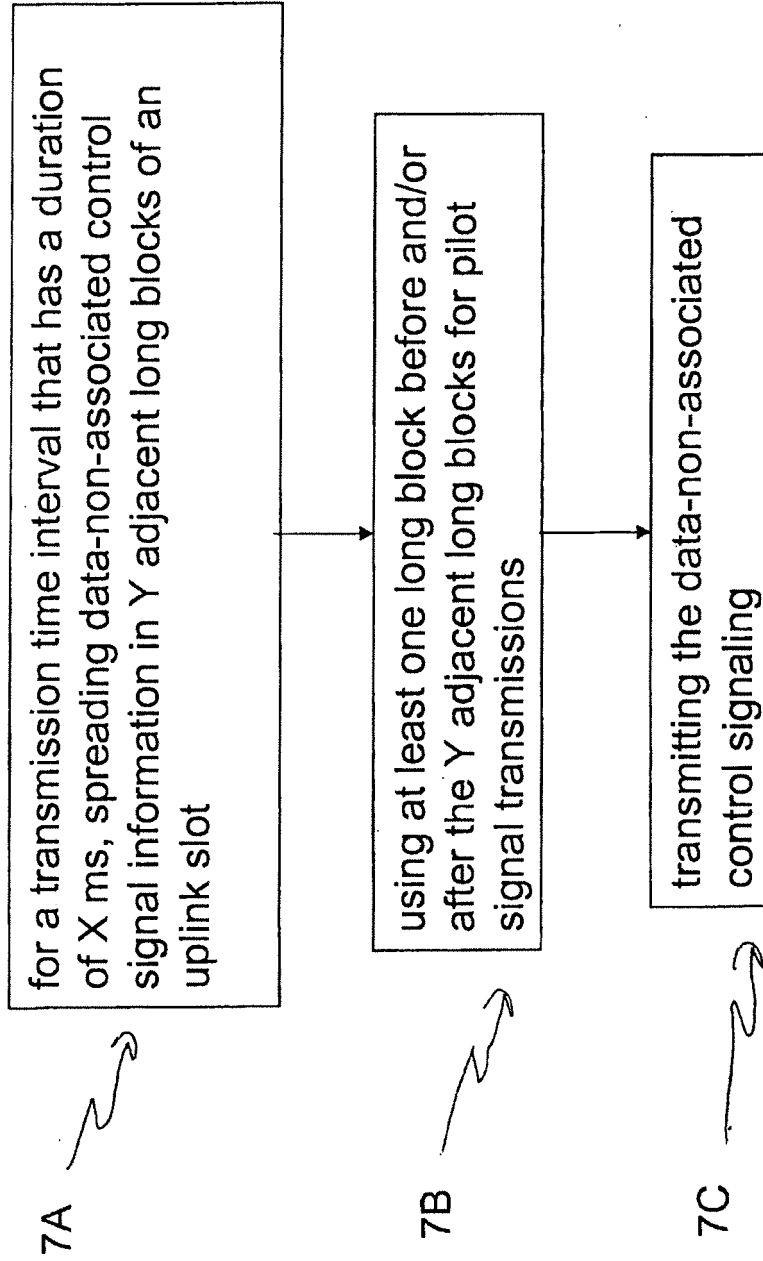 7A
for a transmission time interval that has a duration
of X ms, spreading data-non-associated control
signal information in Y adjacent long blocks of an
uplink slot
7B
using at least one long block before and/or
after the Y adjacent long blocks for pilot
signal transmissions
7C
transmitting the data-non-associated
control signaling